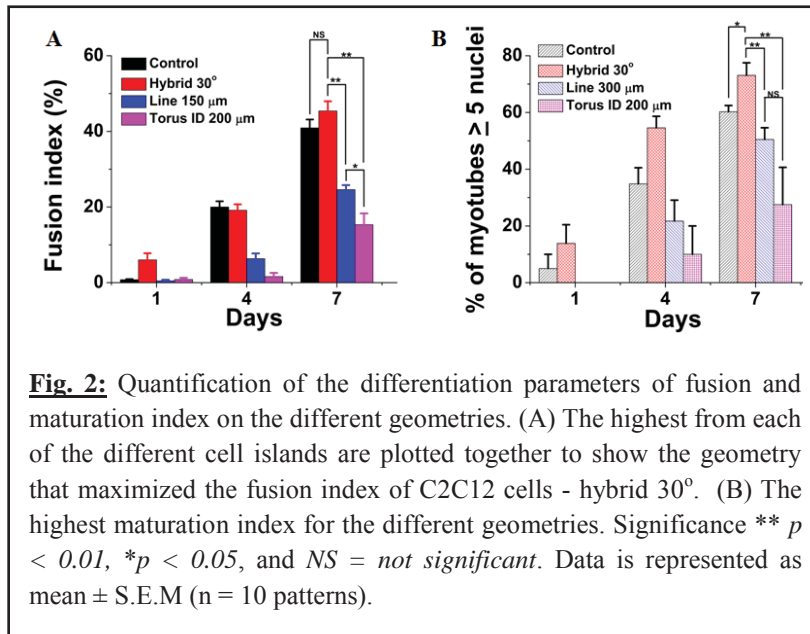 A
Fusion index (%)
60
40
20
0
Control
Hybrid 30°
Line 150 μm
Torus ID 200 μm
NS
**
**
*
1 4 7
Days
B
% of myotubes ≥ 5 nuclei
80
60
40
20
0
Control
Hybrid 30°
Line 300 μm
Torus ID 200 μm
*
**
**
NS
1 4 7
Days
Fig. 2: Quantification of the differentiation parameters of fusion and
maturation index on the different geometries. (A) The highest from each
of the different cell islands are plotted together to show the geometry
that maximized the fusion index of C2C12 cells - hybrid 30°. (B) The
highest maturation index for the different geometries. Significance ** p
< 0.01, *p < 0.05, and NS = not significant. Data is represented as
mean ± S.E.M (n = 10 patterns).